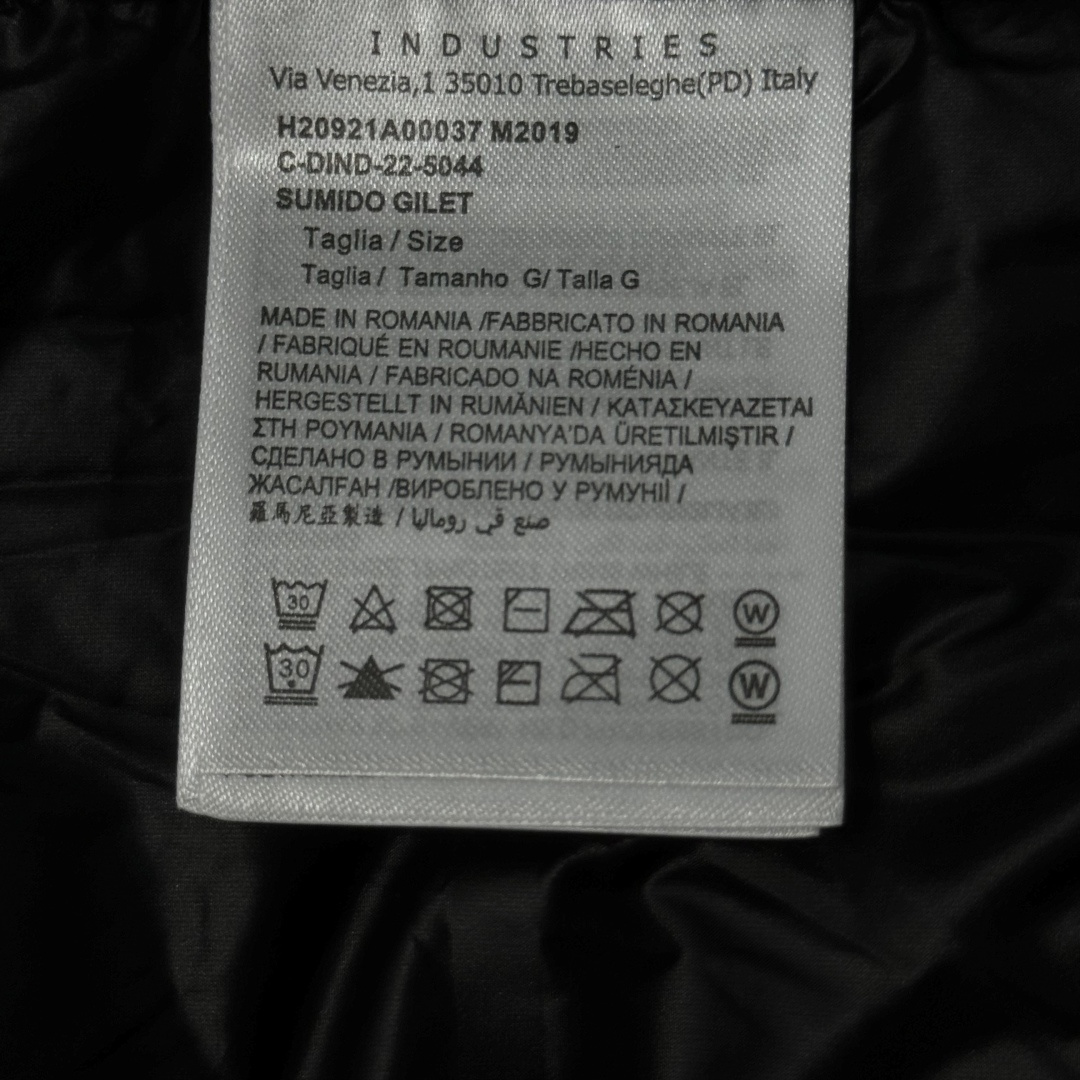 INDUSTRIES
Via Venezia,1 35010 Trebaseleghe(PD) Italy
H20921A00037 M2019
C-DIND-22-5044
SUMIDO GILET
Taglia / Size
Taglia / Tamanho G/ Talla G
MADE IN ROMANIA /FABBRICATO IN ROMANIA
/ FABRIQUÉ EN ROUMANIE /HECHO EN
RUMANIA / FABRICADO NA ROMÉNIA /
HERGESTELLT IN RUMÄNIEN / ΚΑΤΑΣΚΕΥΑΖΕΤΑΙ
ΣΤΗ ΡΟΥΜΑΝΙΑ / ROMANYA'DA ÜRETILMIŞTIR /
СДЕЛАНО В РУМЫНИИ / РУМЫНИЯДА
ЖАСАЛҒАН /ВИРОБЛЕНО У РУМУНІЇ /
羅馬尼亞製造 / صنع في رومانيا
30 W
30 W